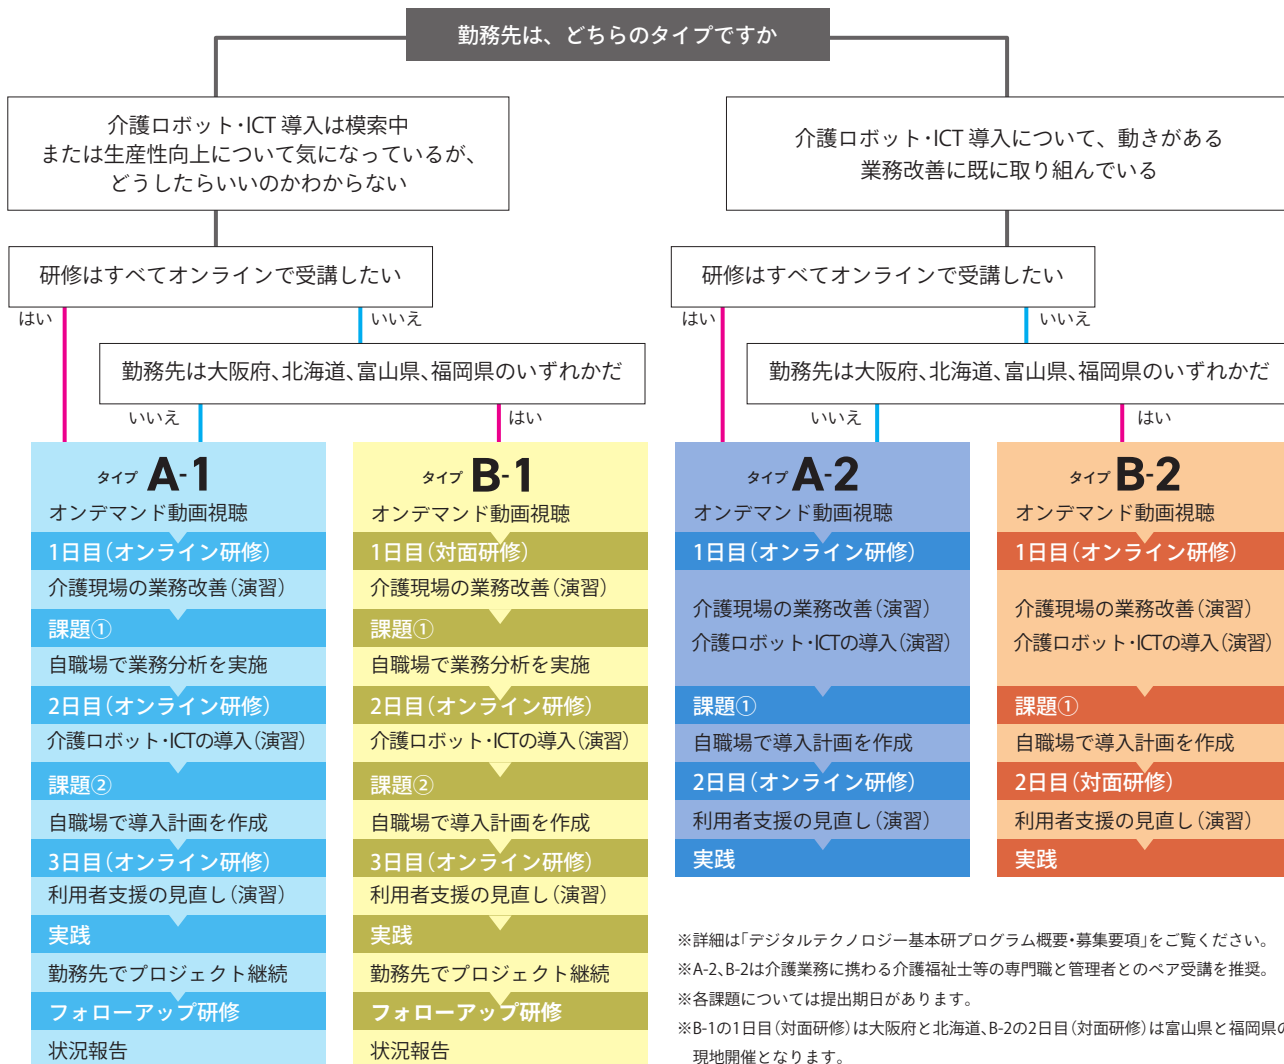 勤務先は、どちらのタイプですか
介護ロボット・ICT 導入は模索中
または生産性向上について気になっているが、
どうしたらいいのかわからない
介護ロボット・ICT 導入について、動きがある
業務改善に既に取り組んでいる
研修はすべてオンラインで受講したい
はい
いいえ
勤務先は大阪府、北海道、富山県、福岡県のいずれかだ
いいえ
はい
研修はすべてオンラインで受講したい
はい
いいえ
勤務先は大阪府、北海道、富山県、福岡県のいずれかだ
いいえ
はい
タイプ A-1
オンデマンド動画視聴
1日目（オンライン研修）
介護現場の業務改善（演習）
課題①
自職場で業務分析を実施
2日目（オンライン研修）
介護ロボット・ICTの導入（演習）
課題②
自職場で導入計画を作成
3日目（オンライン研修）
利用者支援の見直し（演習）
実践
勤務先でプロジェクト継続
フォローアップ研修
状況報告
タイプ B-1
オンデマンド動画視聴
1日目（対面研修）
介護現場の業務改善（演習）
課題①
自職場で業務分析を実施
2日目（オンライン研修）
介護ロボット・ICTの導入（演習）
課題②
自職場で導入計画を作成
3日目（オンライン研修）
利用者支援の見直し（演習）
実践
勤務先でプロジェクト継続
フォローアップ研修
状況報告
タイプ A-2
オンデマンド動画視聴
1日目（オンライン研修）
介護現場の業務改善（演習）
介護ロボット・ICTの導入（演習）
課題①
自職場で導入計画を作成
2日目（オンライン研修）
利用者支援の見直し（演習）
実践
タイプ B-2
オンデマンド動画視聴
1日目（オンライン研修）
介護現場の業務改善（演習）
介護ロボット・ICTの導入（演習）
課題①
自職場で導入計画を作成
2日目（対面研修）
利用者支援の見直し（演習）
実践
※詳細は「デジタルテクノロジー基本研プログラム概要・募集要項」をご覧ください。
※A-2、B-2は介護業務に携わる介護福祉士等の専門職と管理者とのペア受講を推奨。
※各課題については提出期日があります。
※B-1の1日目（対面研修）は大阪府と北海道、B-2の2日目（対面研修）は富山県と福岡県の
現地開催となります。